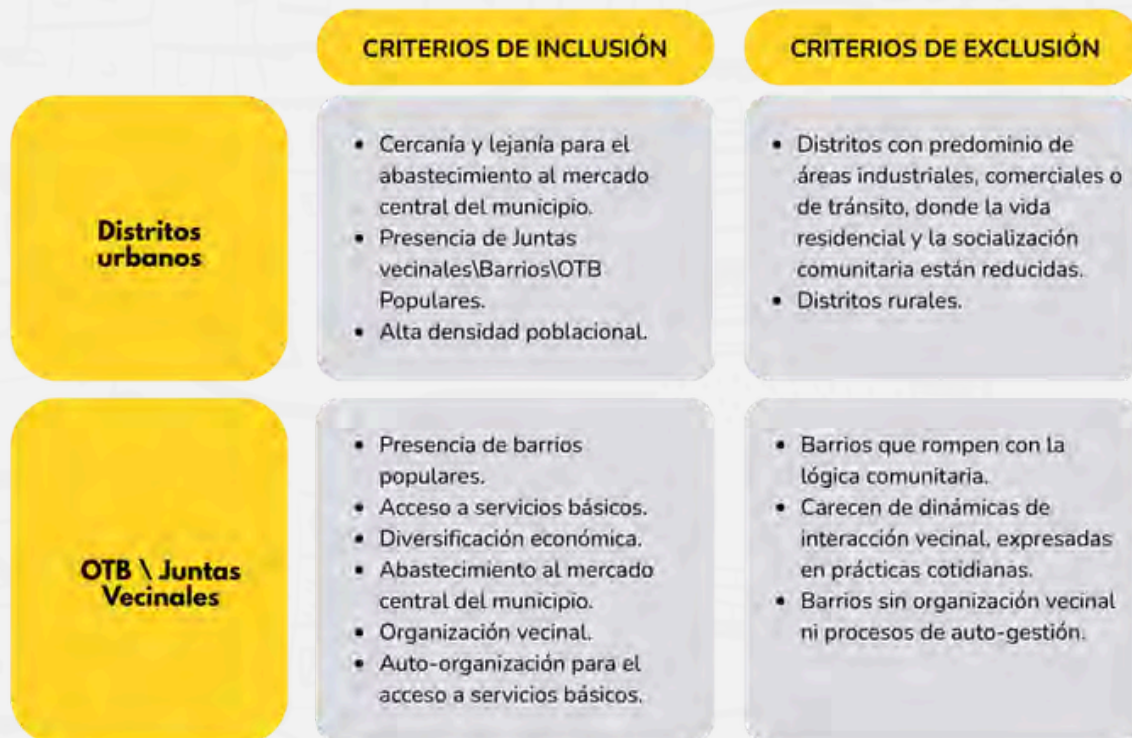 CRITERIOS DE INCLUSIÓN
CRITERIOS DE EXCLUSIÓN
Distritos
urbanos
• Cercanía y lejanía para el
abastecimiento al mercado
central del municipio.
• Presencia de Juntas
vecinales\Barrios\OTB
Populares.
• Alta densidad poblacional.
• Distritos con predominio de
áreas industriales, comerciales o
de tránsito, donde la vida
residencial y la socialización
comunitaria están reducidas.
• Distritos rurales.
OTB \ Juntas
Vecinales
• Presencia de barrios
populares.
• Acceso a servicios básicos.
• Diversificación económica.
• Abastecimiento al mercado
central del municipio.
• Organización vecinal.
• Auto-organización para el
acceso a servicios básicos.
• Barrios que rompen con la
lógica comunitaria.
• Carecen de dinámicas de
interacción vecinal, expresadas
en prácticas cotidianas.
• Barrios sin organización vecinal
ni procesos de auto-gestión.